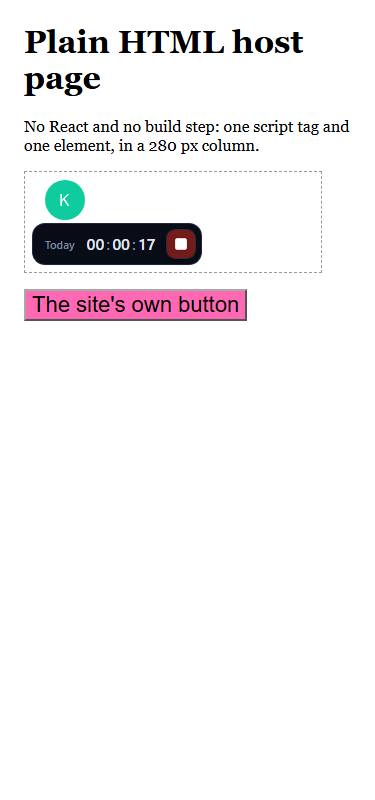 Plain HTML host
page
No React and no build step: one script tag and
one element, in a 280 px column.
K
Today 00:00:17
The site's own button